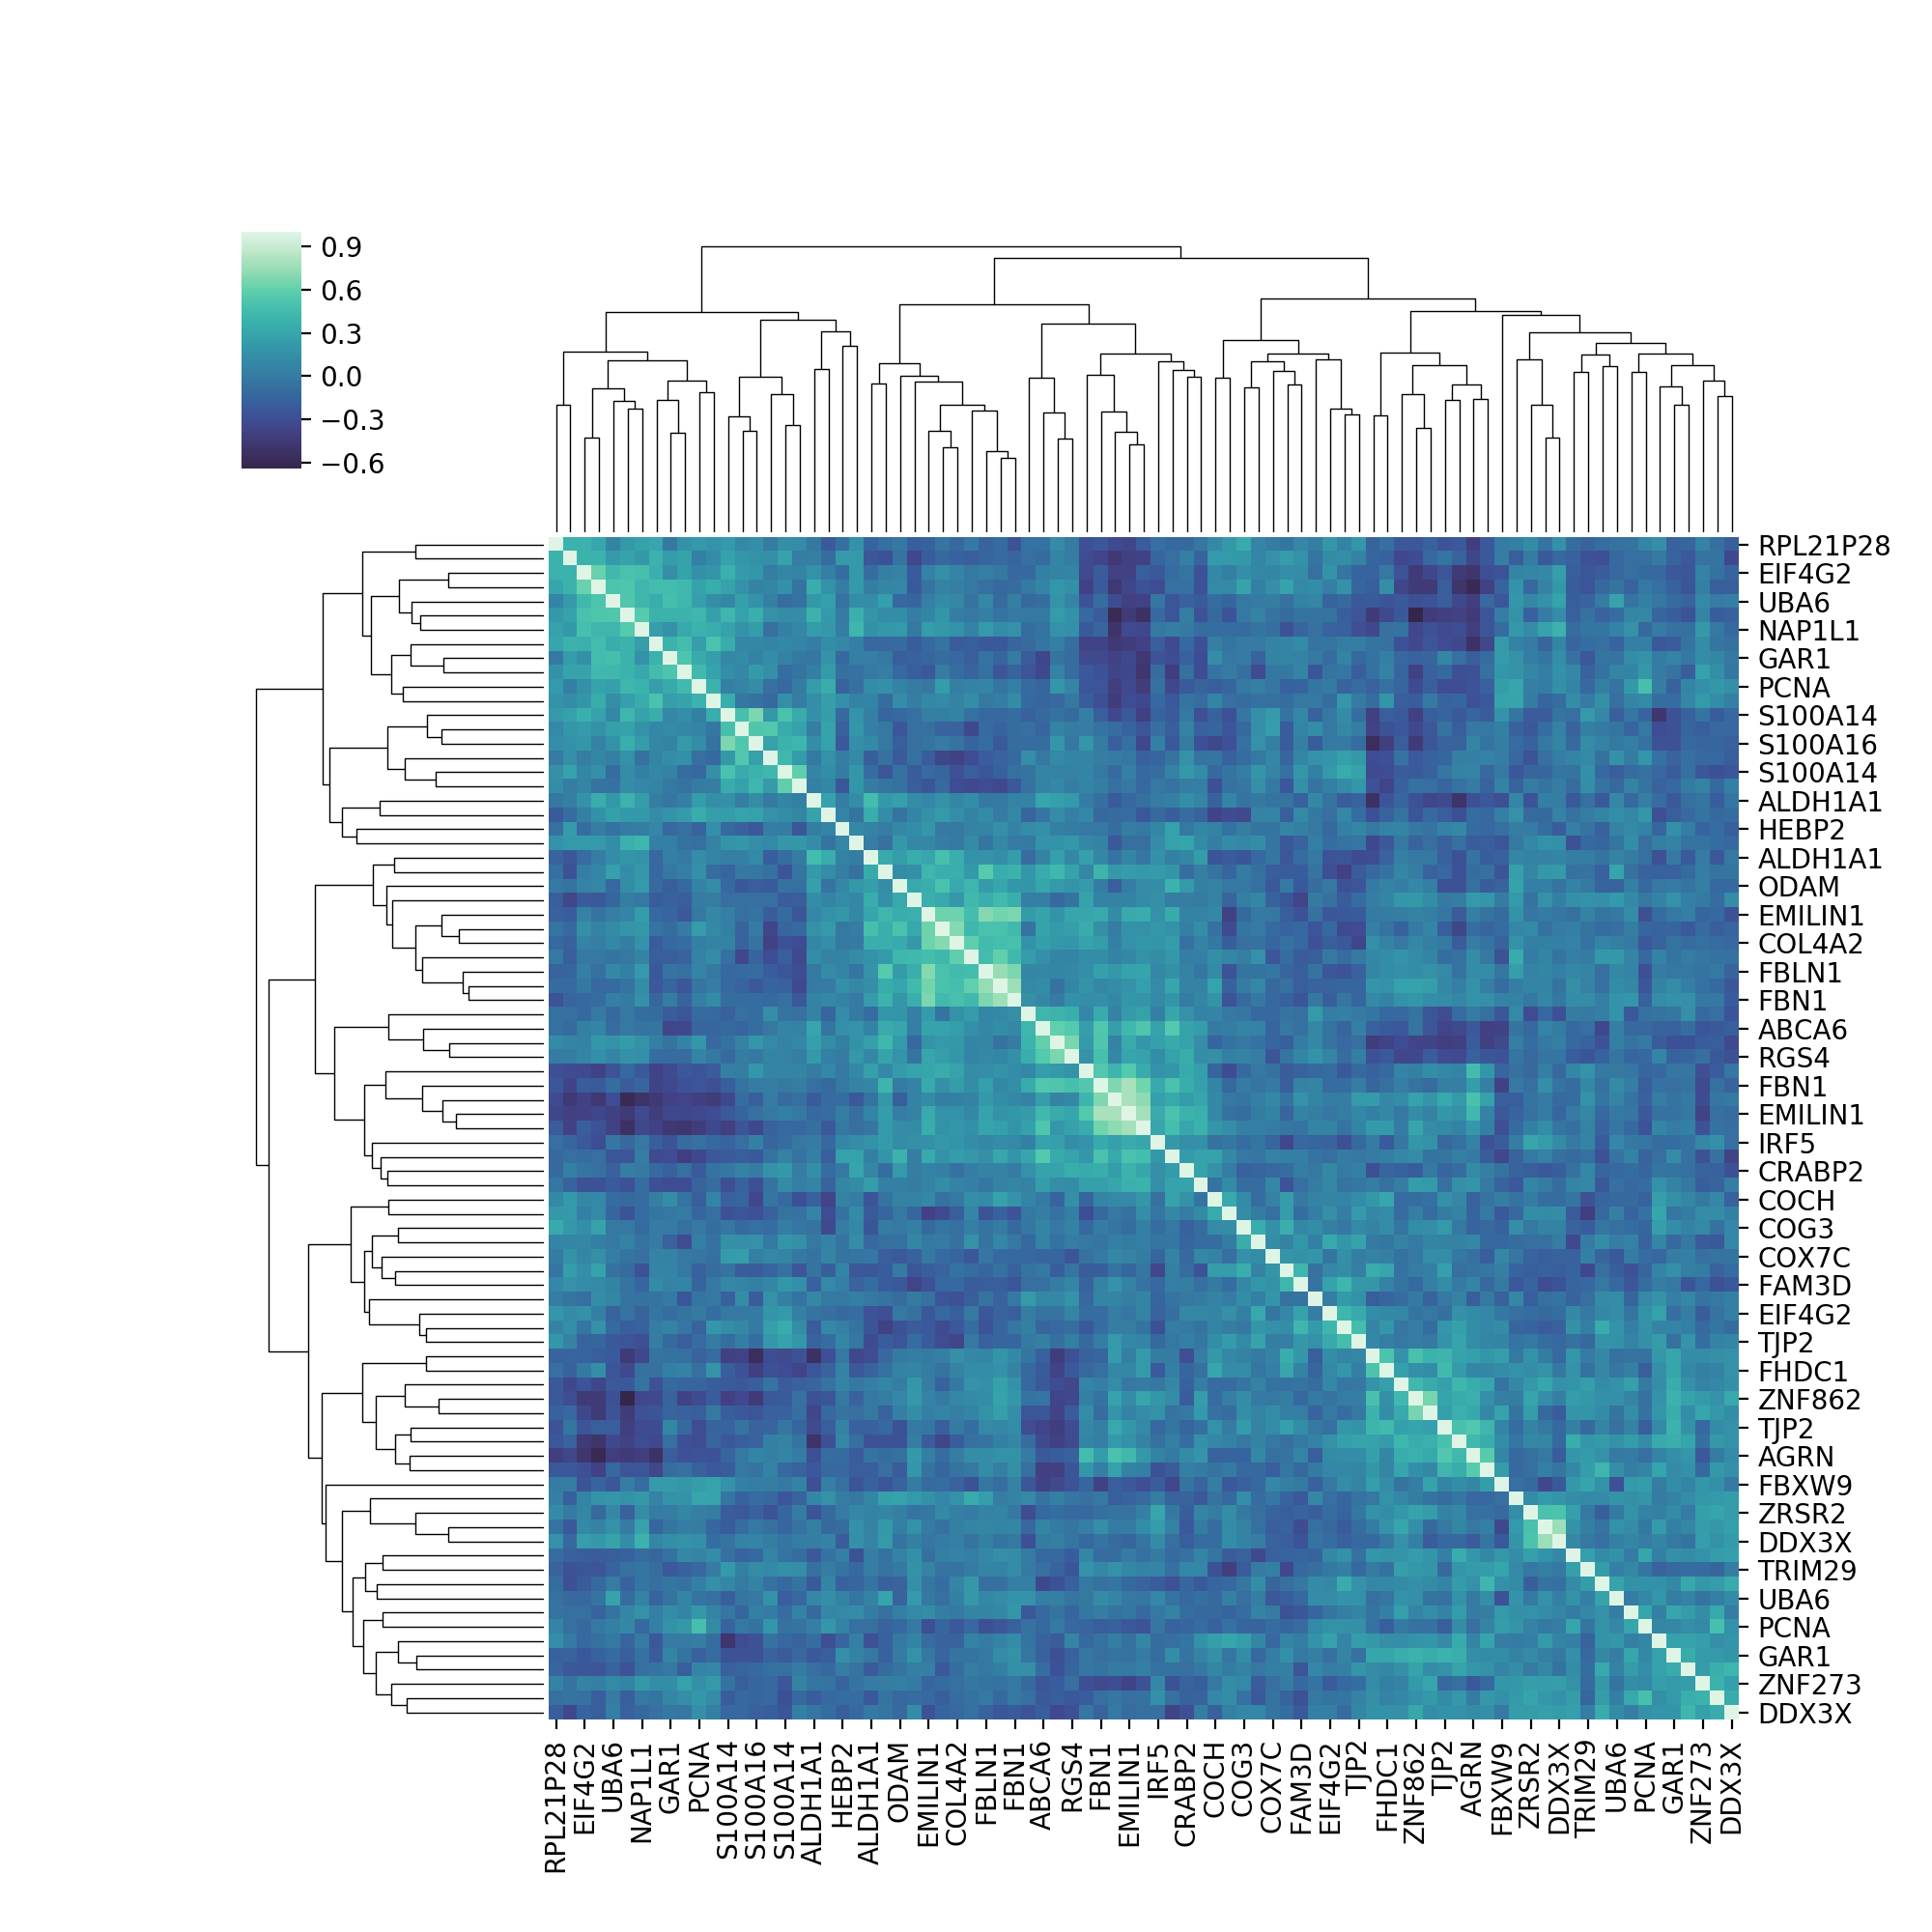 0.9
0.6
0.3
0.0
−0.3
−0.6
RPL21P28
EIF4G2
UBA6
NAP1L1
GAR1
PCNA
S100A14
S100A16
S100A14
ALDH1A1
HEBP2
ALDH1A1
ODAM
EMILIN1
COL4A2
FBLN1
FBN1
ABCA6
RGS4
FBN1
EMILIN1
IRF5
CRABP2
COCH
COG3
COX7C
FAM3D
EIF4G2
TJP2
FHDC1
ZNF862
TJP2
AGRN
FBXW9
ZRSR2
DDX3X
TRIM29
UBA6
PCNA
GAR1
ZNF273
DDX3X
RPL21P28
EIF4G2
UBA6
NAP1L1
GAR1
PCNA
S100A14
S100A16
S100A14
ALDH1A1
HEBP2
ALDH1A1
ODAM
EMILIN1
COL4A2
FBLN1
FBN1
ABCA6
RGS4
FBN1
EMILIN1
IRF5
CRABP2
COCH
COG3
COX7C
FAM3D
EIF4G2
TJP2
FHDC1
ZNF862
TJP2
AGRN
FBXW9
ZRSR2
DDX3X
TRIM29
UBA6
PCNA
GAR1
ZNF273
DDX3X